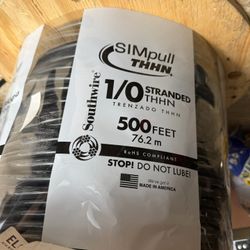 SIMpull
THHN®
Southwire®
1/0 STRANDED
THHN
TRENZADO THHN
500 FEET
76.2 m
RoHS COMPLIANT
STOP! DO NOT LUBE!
MADE IN AMERICA
EL